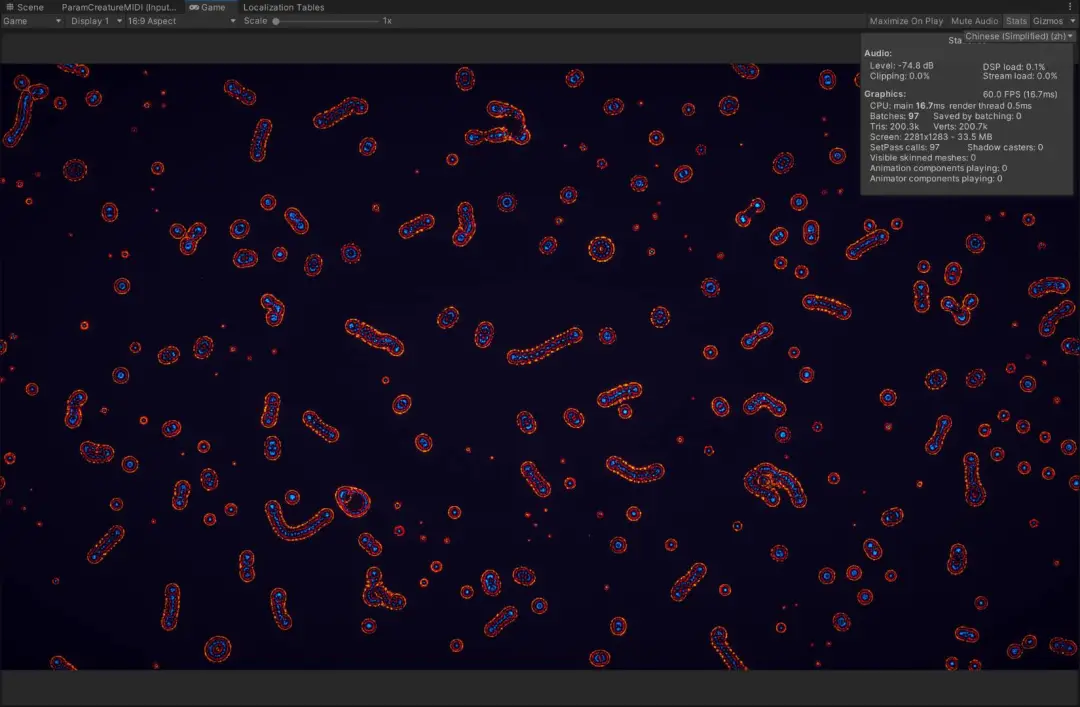 Scene ParamCreatureMIDI (Input... Game Localization Tables
Game Display 1 16:9 Aspect Scale 1x Maximize On Play Mute Audio Stats Gizmos
Chinese (Simplified) (zh)
Audio:
Level: -74.8 dB DSP load: 0.1%
Clipping: 0.0% Stream load: 0.0%
Graphics: 60.0 FPS (16.7ms)
CPU: main 16.7ms render thread 0.5ms
Batches: 97 Saved by batching: 0
Tris: 200.3k Verts: 200.7k
Screen: 2281x1283 - 33.5 MB
SetPass calls: 97 Shadow casters: 0
Visible skinned meshes: 0
Animation components playing: 0
Animator components playing: 0